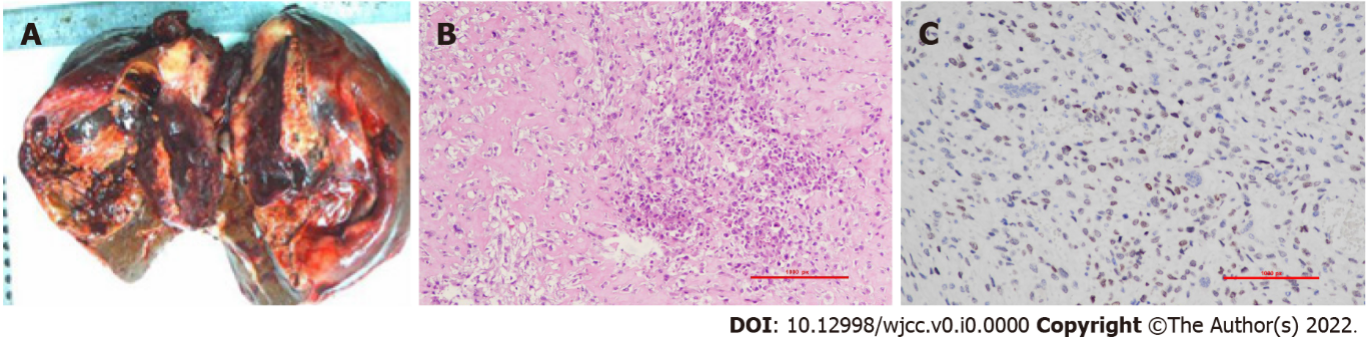 A
B
C
DOI: 10.12998/wjcc.v0.i0.0000 Copyright ©The Author(s) 2022.